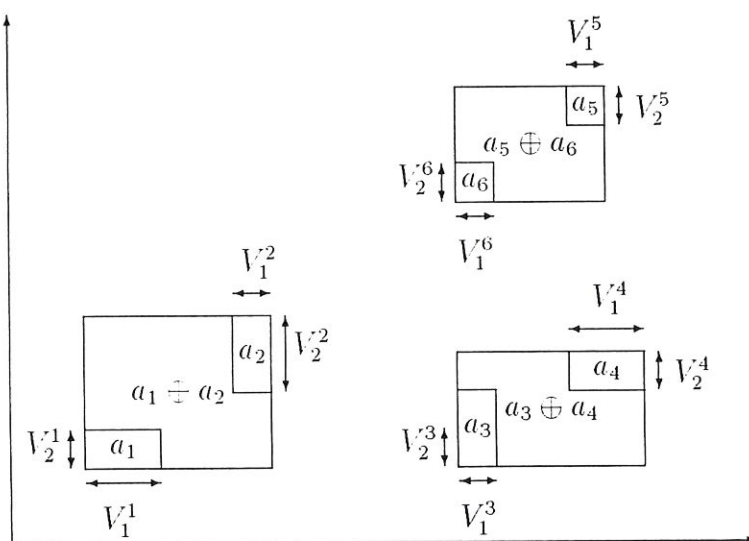 V_1^5
a_5
V_2^5
a_5 ⊕ a_6
V_2^6
a_6
V_1^6
V_1^2
V_1^4
a_2
V_2^2
a_4
V_2^4
a_1 ⊕ a_2
a_3 ⊕ a_4
V_2^1
a_1
V_2^3
a_3
V_1^1
V_1^3